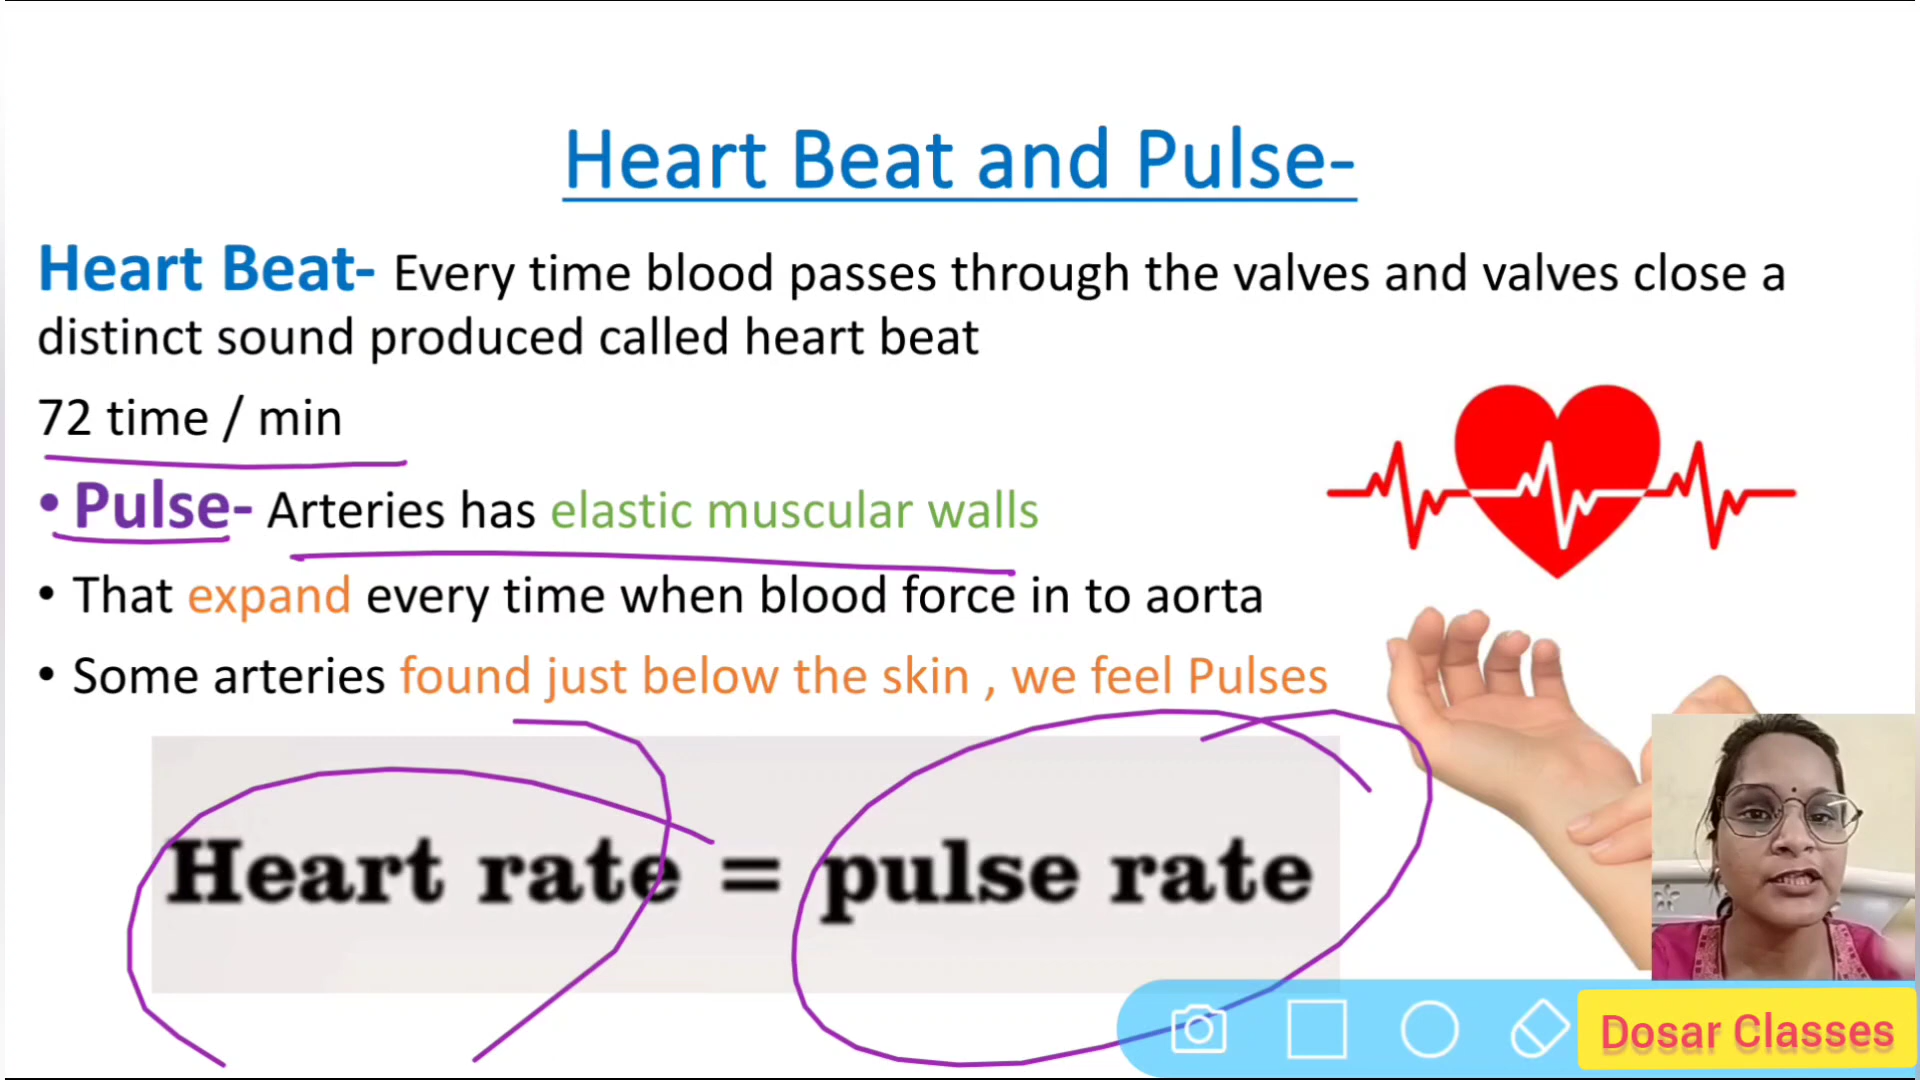 Heart Beat and Pulse-
Heart Beat- Every time blood passes through the valves and valves close a
distinct sound produced called heart beat
72 time / min
• Pulse- Arteries has elastic muscular walls
• That expand every time when blood force in to aorta
• Some arteries found just below the skin , we feel Pulses
Heart rate = pulse rate
Dosar Classes